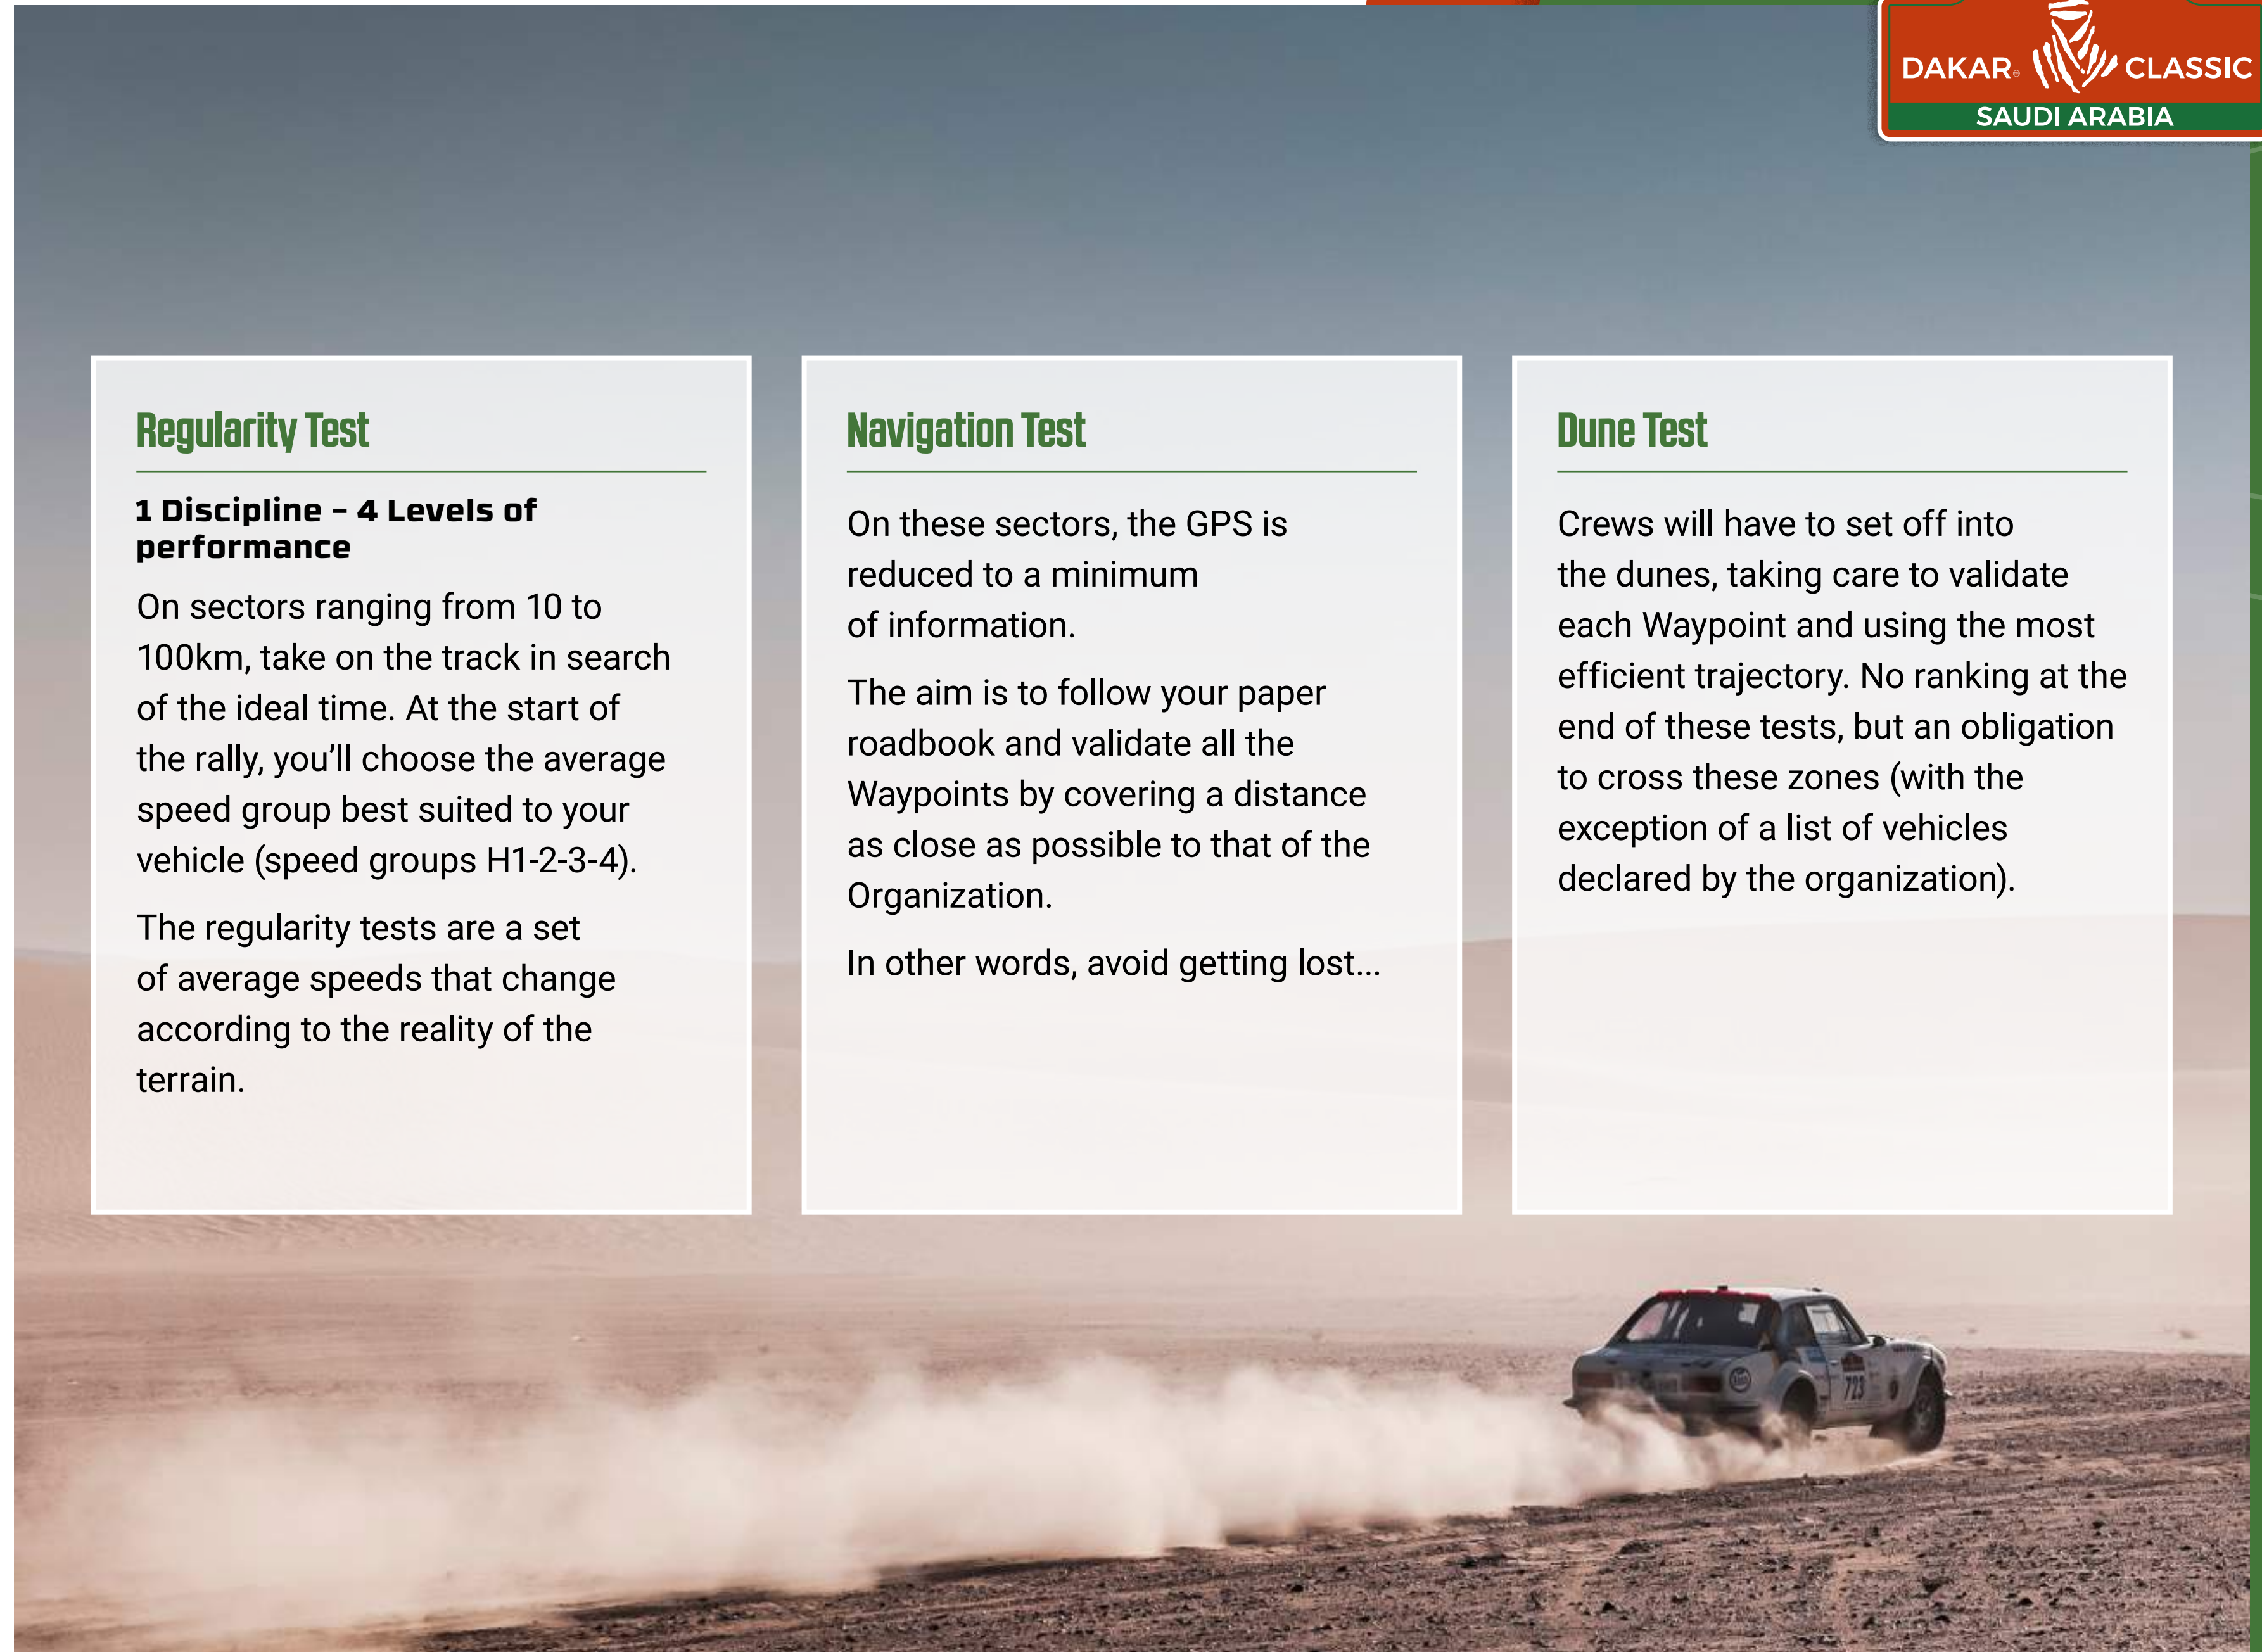 DAKAR CLASSIC
SAUDI ARABIA
Regularity Test
1 Discipline – 4 Levels of
performance
On sectors ranging from 10 to
100km, take on the track in search
of the ideal time. At the start of
the rally, you’ll choose the average
speed group best suited to your
vehicle (speed groups H1-2-3-4).
The regularity tests are a set
of average speeds that change
according to the reality of the
terrain.
Navigation Test
On these sectors, the GPS is
reduced to a minimum
of information.
The aim is to follow your paper
roadbook and validate all the
Waypoints by covering a distance
as close as possible to that of the
Organization.
In other words, avoid getting lost...
Dune Test
Crews will have to set off into
the dunes, taking care to validate
each Waypoint and using the most
efficient trajectory. No ranking at the
end of these tests, but an obligation
to cross these zones (with the
exception of a list of vehicles
declared by the organization).
723